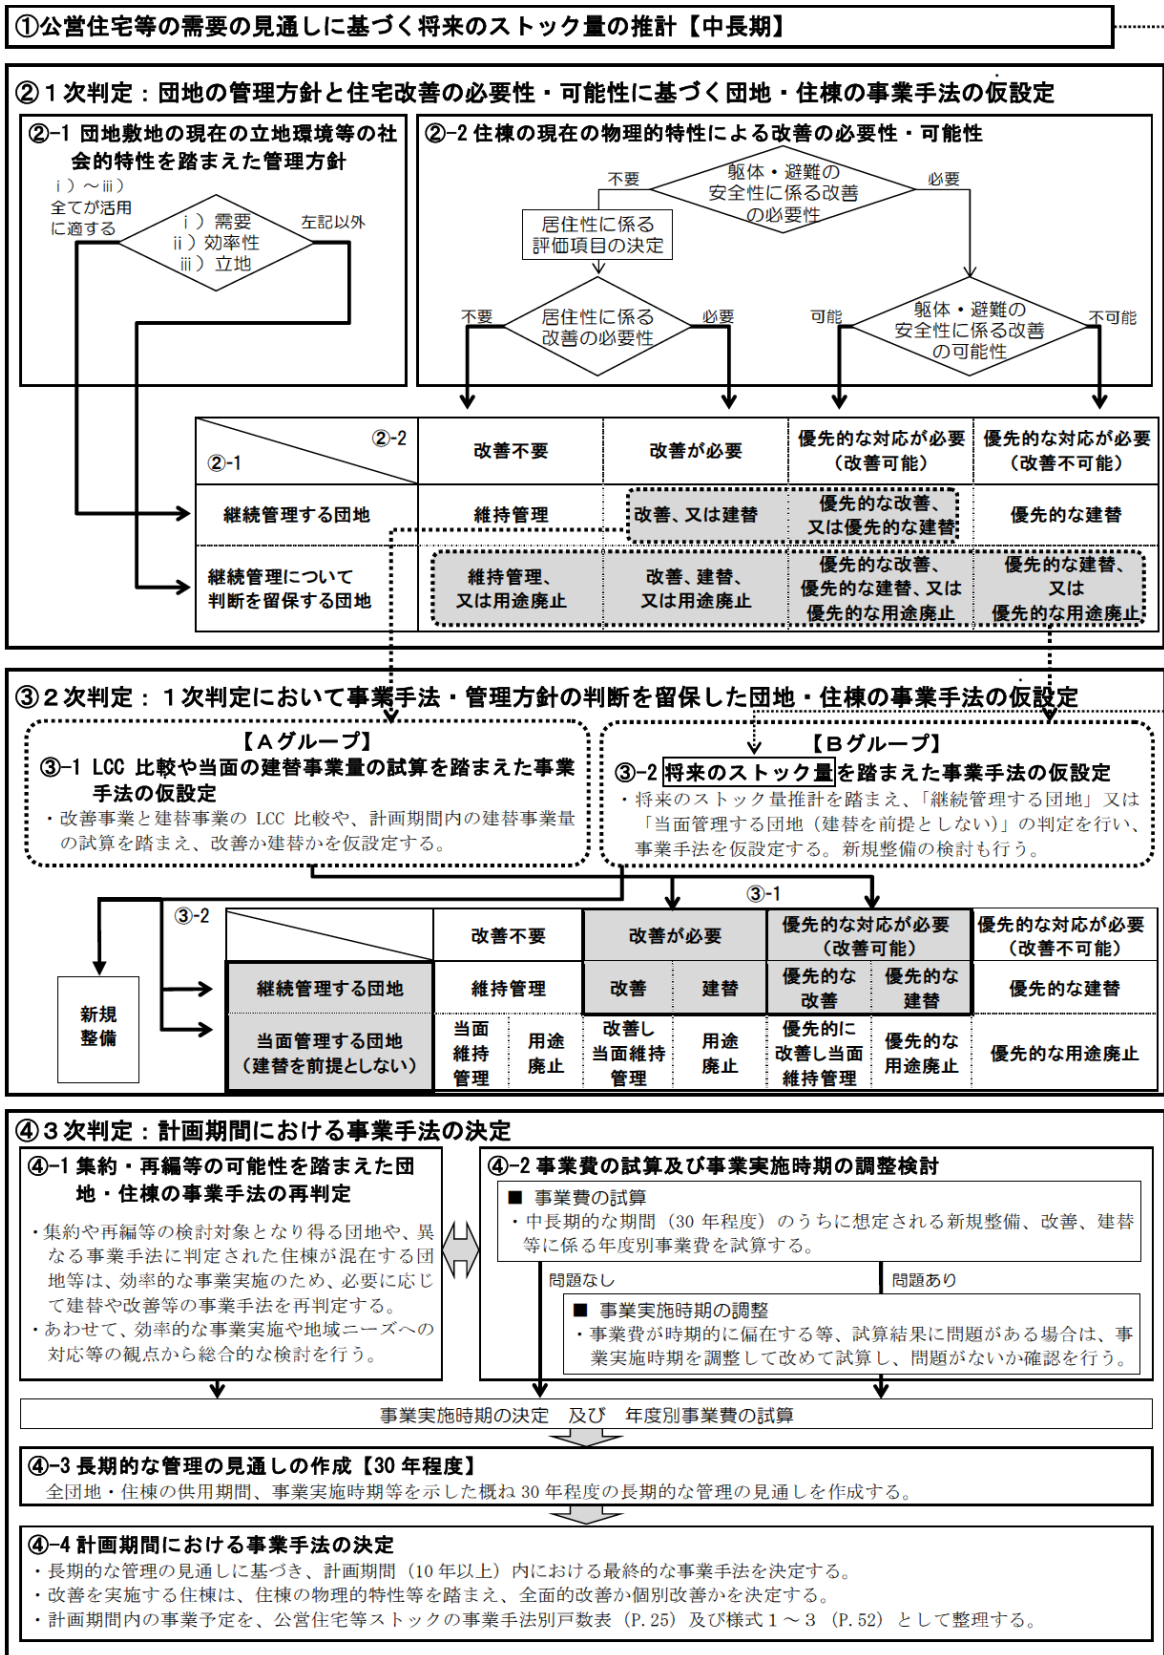 ①公営住宅等の需要の見通しに基づく将来のストック量の推計【中長期】
②１次判定：団地の管理方針と住宅改善の必要性・可能性に基づく団地・住棟の事業手法の仮設定
②-1 団地敷地の現在の立地環境等の社
会的特性を踏まえた管理方針
ⅰ）～ⅲ）
全てが活用
に適する
ⅰ）需要
ⅱ）効率性
ⅲ）立地
左記以外
②-2 住棟の現在の物理的特性による改善の必要性・可能性
不要
躯体・避難の
安全性に係る改善
の必要性
必要
居住性に係る
評価項目の決定
不要
居住性に係る
改善の必要性
必要
可能
躯体・避難の
安全性に係る改善
の可能性
不可能
②-2
②-1
改善不要
改善が必要
優先的な対応が必要
（改善可能）
優先的な対応が必要
（改善不可能）
継続管理する団地
維持管理
改善、又は建替
優先的な改善、
又は優先的な建替
優先的な建替
継続管理について
判断を留保する団地
維持管理、
又は用途廃止
改善、建替、
又は用途廃止
優先的な改善、
優先的な建替、又は
優先的な用途廃止
優先的な建替、
又は
優先的な用途廃止
③２次判定：１次判定において事業手法・管理方針の判断を留保した団地・住棟の事業手法の仮設定
【Ａグループ】
③-1 LCC 比較や当面の建替事業量の試算を踏まえた事業
手法の仮設定
・改善事業と建替事業の LCC 比較や、計画期間内の建替事業量
の試算を踏まえ、改善か建替かを仮設定する。
【Ｂグループ】
③-2 将来のストック量を踏まえた事業手法の仮設定
・将来のストック量推計を踏まえ、「継続管理する団地」又は
「当面管理する団地（建替を前提としない）」の判定を行い、
事業手法を仮設定する。新規整備の検討も行う。
③-1
③-2
改善不要
改善が必要
優先的な対応が必要
（改善可能）
優先的な対応が必要
（改善不可能）
新規
整備
継続管理する団地
維持管理
改善
建替
優先的な
改善
優先的な
建替
優先的な建替
当面管理する団地
（建替を前提としない）
当面
維持
管理
用途
廃止
改善し
当面維持
管理
用途
廃止
優先的に
改善し当面
維持管理
優先的な
用途廃止
優先的な用途廃止
④３次判定：計画期間における事業手法の決定
④-1 集約・再編等の可能性を踏まえた団
地・住棟の事業手法の再判定
・集約や再編等の検討対象となり得る団地や、異
なる事業手法に判定された住棟が混在する団
地等は、効率的な事業実施のため、必要に応じ
て建替や改善等の事業手法を再判定する。
・あわせて、効率的な事業実施や地域ニーズへの
対応等の観点から総合的な検討を行う。
④-2 事業費の試算及び事業実施時期の調整検討
■ 事業費の試算
・中長期的な期間（30 年程度）のうちに想定される新規整備、改善、建替
等に係る年度別事業費を試算する。
問題なし
問題あり
■ 事業実施時期の調整
・事業費が時期的に偏在する等、試算結果に問題がある場合は、事
業実施時期を調整して改めて試算し、問題がないか確認を行う。
事業実施時期の決定 及び 年度別事業費の試算
④-3 長期的な管理の見通しの作成【30 年程度】
全団地・住棟の供用期間、事業実施時期等を示した概ね 30 年程度の長期的な管理の見通しを作成する。
④-4 計画期間における事業手法の決定
・長期的な管理の見通しに基づき、計画期間（10 年以上）内における最終的な事業手法を決定する。
・改善を実施する住棟は、住棟の物理的特性等を踏まえ、全面的改善か個別改善かを決定する。
・計画期間内の事業予定を、公営住宅等ストックの事業手法別戸数表（P.25）及び様式１～３（P.52）として整理する。